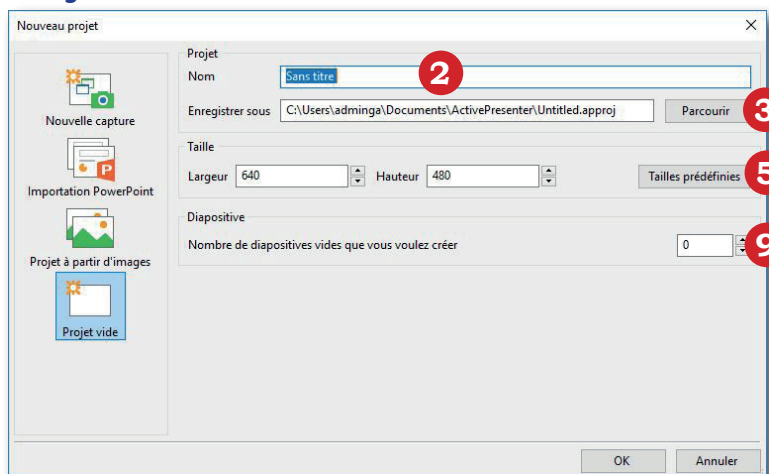 Nouveau projet
Nouvelle capture
Importation PowerPoint
Projet à partir d'images
Projet vide
Projet
Nom Sans titre 2
Enregistrer sous C:\Users\adminga\Documents\ActivePresenter\Untitled.approj Parcourir 3
Taille
Largeur 640 Hauteur 480 Tailles prédéfinies 5
Diapositive
Nombre de diapositives vides que vous voulez créer 0 9
OK Annuler